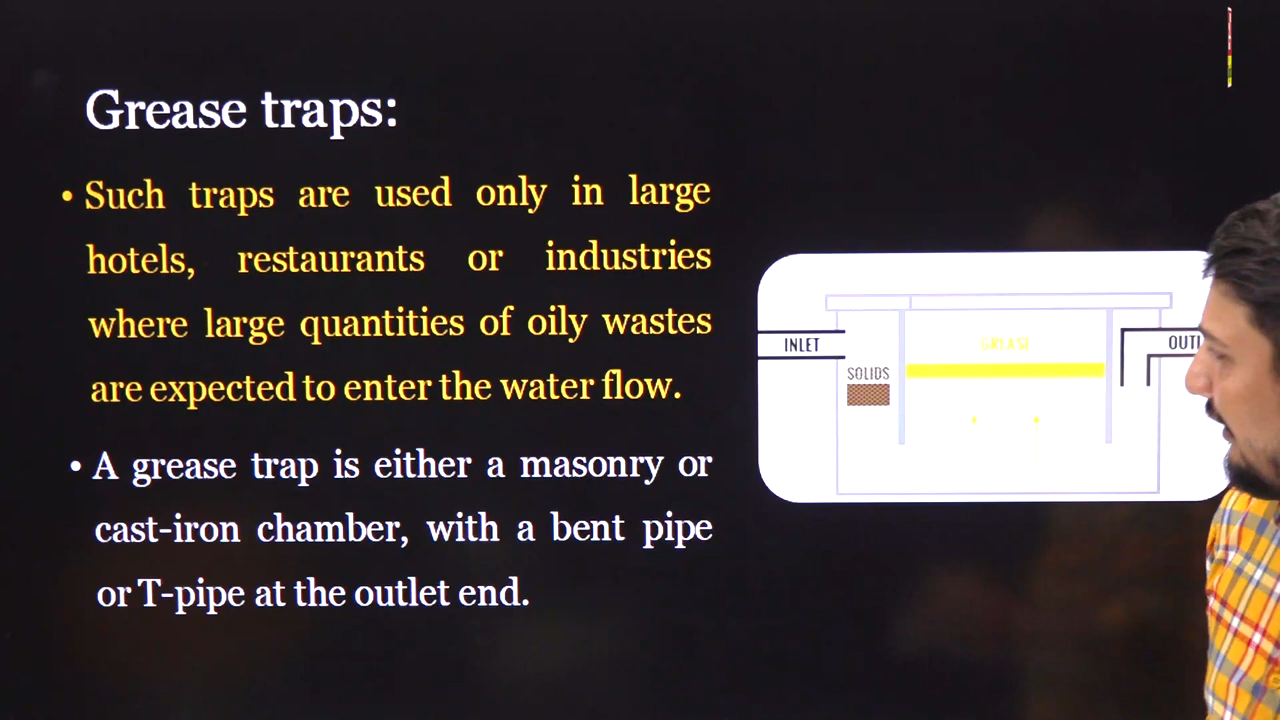 Grease traps:
• Such traps are used only in large
hotels, restaurants or industries
where large quantities of oily wastes
are expected to enter the water flow.
• A grease trap is either a masonry or
cast-iron chamber, with a bent pipe
or T-pipe at the outlet end.
INLET
GREASE
SOLIDS
OUTL